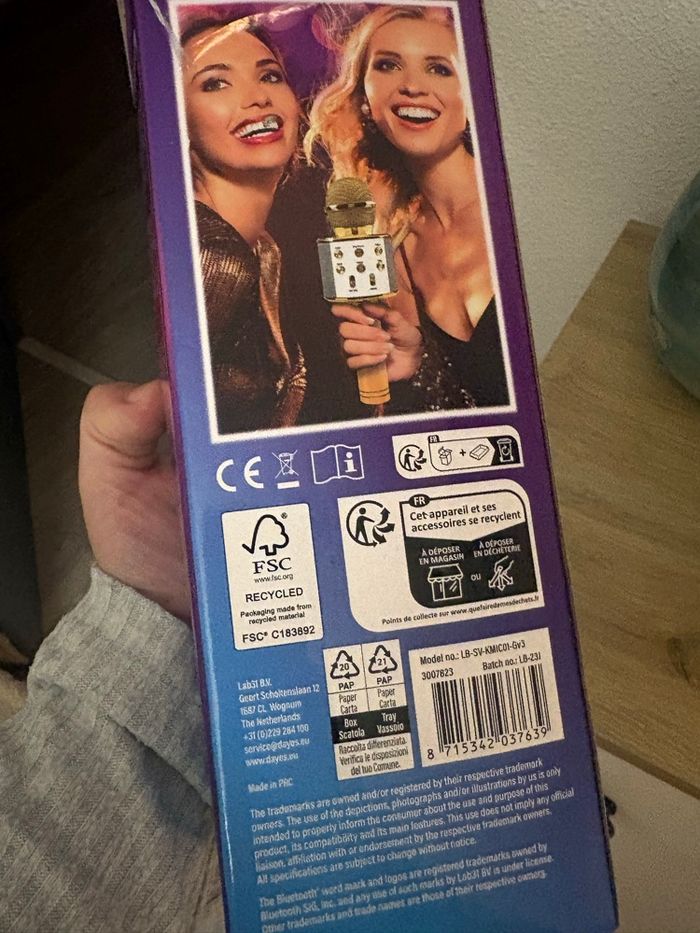 CE
FR
FR
Cet appareil et ses
accessoires se recyclent
À DÉPOSER
EN MAGASIN
OU
À DÉPOSER
EN DÉCHÈTERIE
Points de collecte sur www.quefairedemesdechets.fr
FSC
www.fsc.org
RECYCLED
Packaging made from
recycled material
FSC® C183892
Lab31 B.V.
Geert Scholtenslaan 12
1687 CL Wognum
The Netherlands
+31 (0)229 284 100
service@dayes.eu
www.dayes.eu
Made in PRC
20
PAP
Paper
Carta
Box
Scatola
21
PAP
Paper
Carta
Tray
Vassoio
Raccolta differenziata.
Verifica le disposizioni
del tuo Comune.
Model no.: LB-SV-KMIC01-Gv3
3007623
Batch no.: LB-23J
8 715342 037639
The trademarks are owned and/or registered by their respective trademark
owners. The use of the depictions, photographs and/or illustrations by us is only
intended to properly inform the consumer about the use and purpose of this
product, its compatibility and its main features. This use does not imply any official
liaison, affiliation with or endorsement by the respective trademark owners.
All specifications are subject to change without notice.
The Bluetooth® word mark and logos are registered trademarks owned by
Bluetooth SIG, Inc. and any use of such marks by Lab31 BV is under license.
Other trademarks and trade names are those of their respective owners.